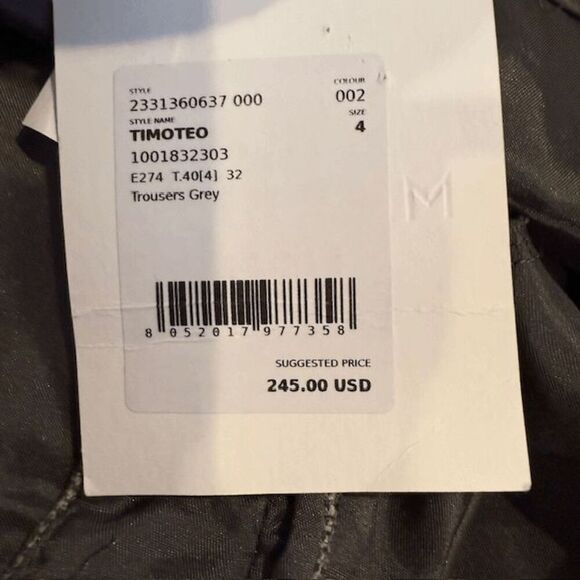 STYLE COLOUR
2331360637 000 002
STYLE NAME SIZE
TIMOTEO 4
1001832303
E274 T.40[4] 32
Trousers Grey
M
8 052017 977358
SUGGESTED PRICE
245.00 USD